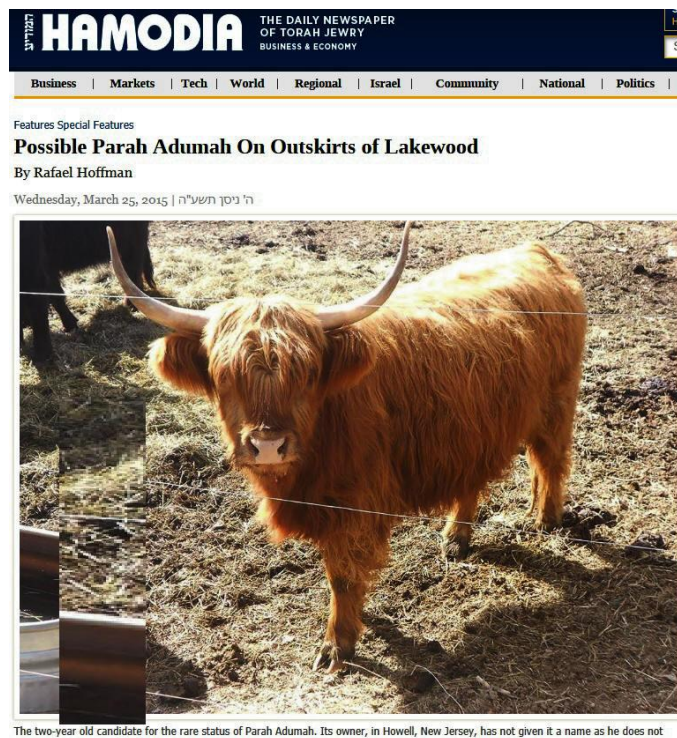 המודיע
HAMODIA
THE DAILY NEWSPAPER
OF TORAH JEWRY
BUSINESS & ECONOMY
Business | Markets | Tech | World | Regional | Israel | Community | National | Politics |
Features Special Features
Possible Parah Adumah On Outskirts of Lakewood
By Rafael Hoffman
Wednesday, March 25, 2015 | ה' ניסן תשע"ה
The two-year old candidate for the rare status of Parah Adumah. Its owner, in Howell, New Jersey, has not given it a name as he does not